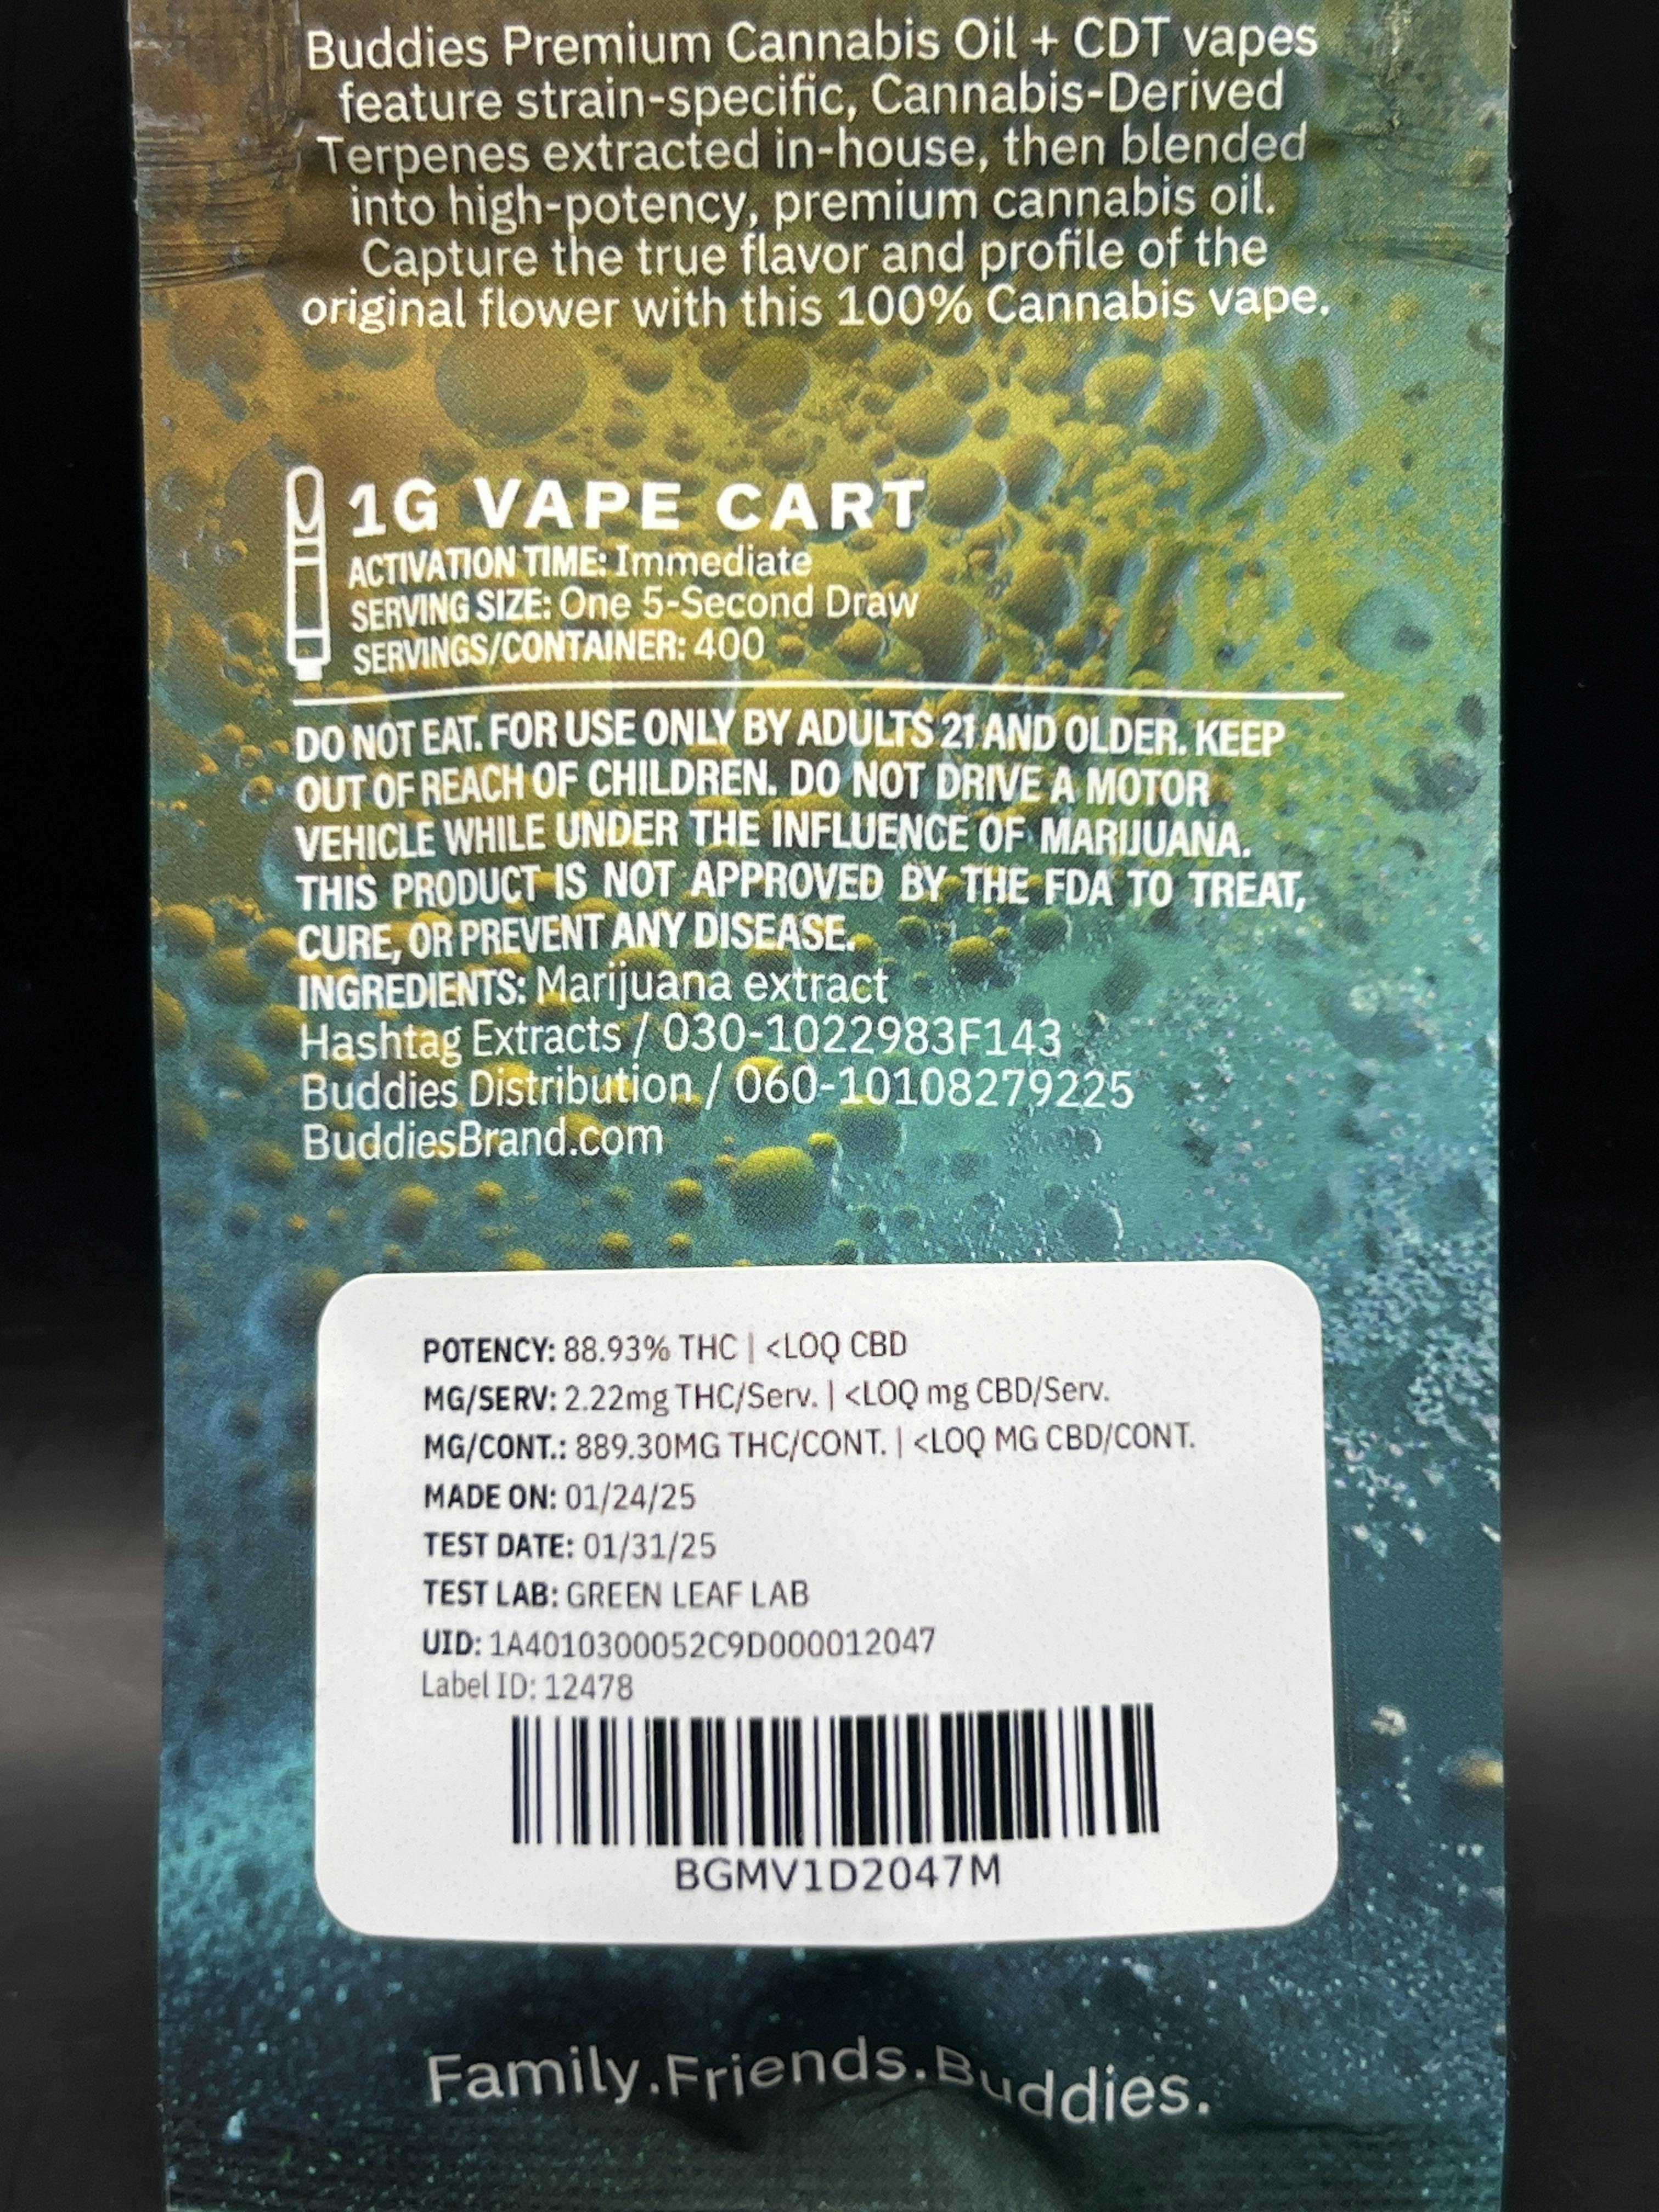 Buddies Premium Cannabis Oil + CDT vapes
feature strain-specific, Cannabis-Derived
Terpenes extracted in-house, then blended
into high-potency, premium cannabis oil.
Capture the true flavor and profile of the
original flower with this 100% Cannabis vape.
1G VAPE CART
ACTIVATION TIME: Immediate
SERVING SIZE: One 5-Second Draw
SERVINGS/CONTAINER: 400
DO NOT EAT. FOR USE ONLY BY ADULTS 21 AND OLDER. KEEP
OUT OF REACH OF CHILDREN. DO NOT DRIVE A MOTOR
VEHICLE WHILE UNDER THE INFLUENCE OF MARIJUANA.
THIS PRODUCT IS NOT APPROVED BY THE FDA TO TREAT,
CURE, OR PREVENT ANY DISEASE.
INGREDIENTS: Marijuana extract
Hashtag Extracts / 030-1022983F143
Buddies Distribution / 060-10108279225
BuddiesBrand.com
POTENCY: 88.93% THC | <LOQ CBD
MG/SERV: 2.22mg THC/Serv. | <LOQ mg CBD/Serv.
MG/CONT.: 889.30MG THC/CONT. | <LOQ MG CBD/CONT.
MADE ON: 01/24/25
TEST DATE: 01/31/25
TEST LAB: GREEN LEAF LAB
UID: 1A4010300052C9D000012047
Label ID: 12478
BGMV1D2047M
Family.Friends.Buddies.